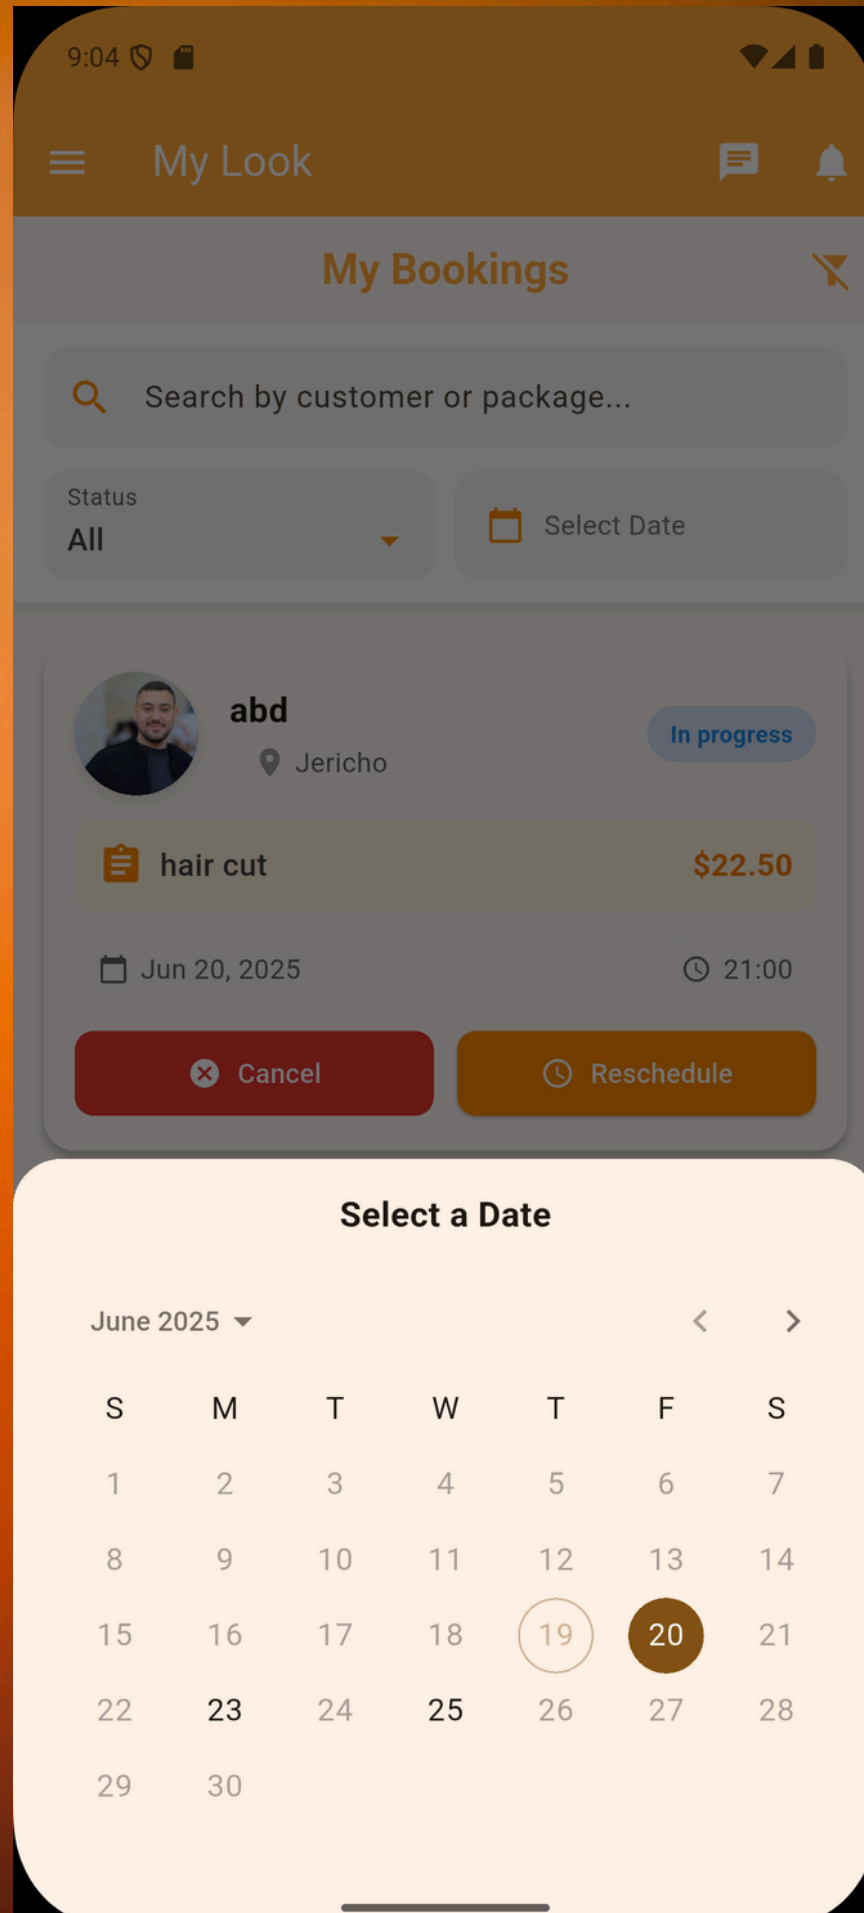 9:04
My Look
My Bookings
Search by customer or package...
Status
All
Select Date
abd
In progress
Jericho
hair cut $22.50
Jun 20, 2025 21:00
Cancel Reschedule
Select a Date
June 2025
S M T W T F S
1 2 3 4 5 6 7
8 9 10 11 12 13 14
15 16 17 18 19 20 21
22 23 24 25 26 27 28
29 30